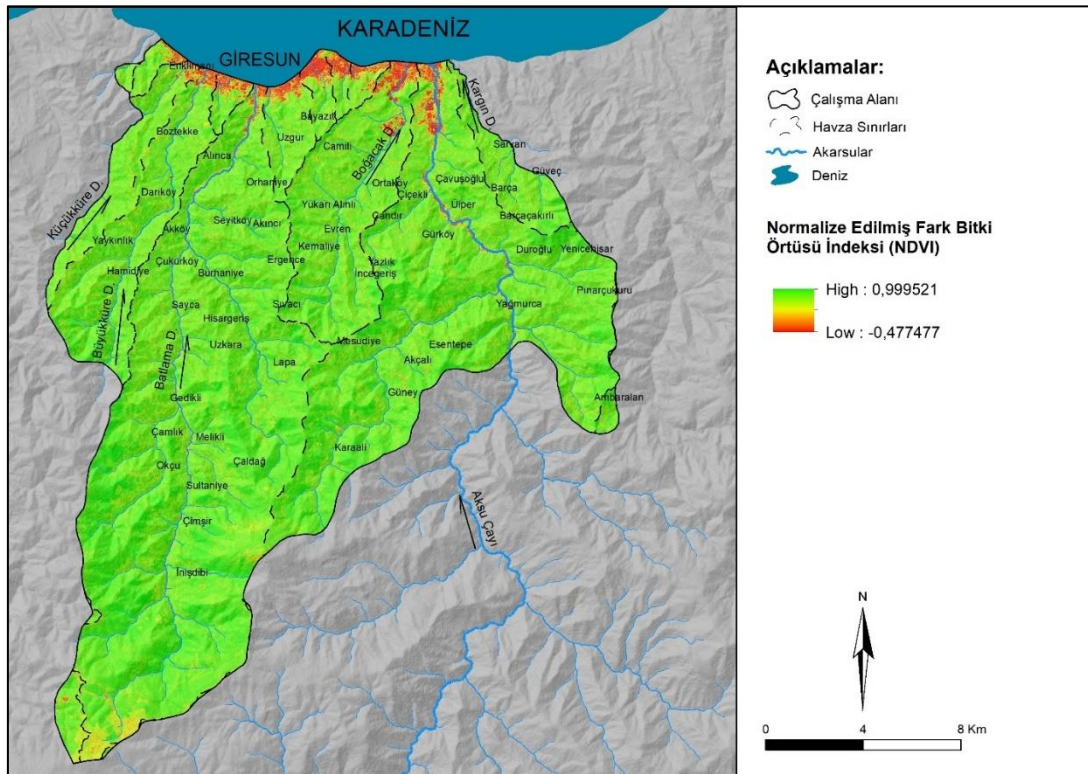 KARADENİZ
GİRESUN
Kargın D.
Bayazıt
Boztekke
Uzgur
Camili
Boğacak D.
Sarvan
Alınca
Güveç
Küçükküre D.
Darıköy
Orhaniye
Ortaköy
Çiçekli
Çavuşoğlu
Barça
Yukarı Alınlı
Ülper
Barçaçakırlı
Seyitköy
Akıncı
Çandır
Akköy
Evren
Gürköy
Yaykınlık
Kemaliye
Duroğlu
Yenicehisar
Çukurköy
Ergence
Yazlık
Hamidiye
Burhaniye
İncegeriş
Pınarçukuru
Büyükküre D.
Sayca
Sıvacı
Yağmurca
Hisargeriş
Batlama D.
Uzkara
Mesudiye
Esentepe
Lapa
Akçalı
Gedikli
Güney
Ambaralan
Çamlık
Melikli
Karaali
Okçu
Çaldağ
Sultaniye
Aksu Çayı
Çimşir
İnişdibi
Açıklamalar:
Çalışma Alanı
Havza Sınırları
Akarsular
Deniz
Normalize Edilmiş Fark Bitki
Örtüsü İndeksi (NDVI)
High : 0,999521
Low : -0,477477
N
0 4 8 Km